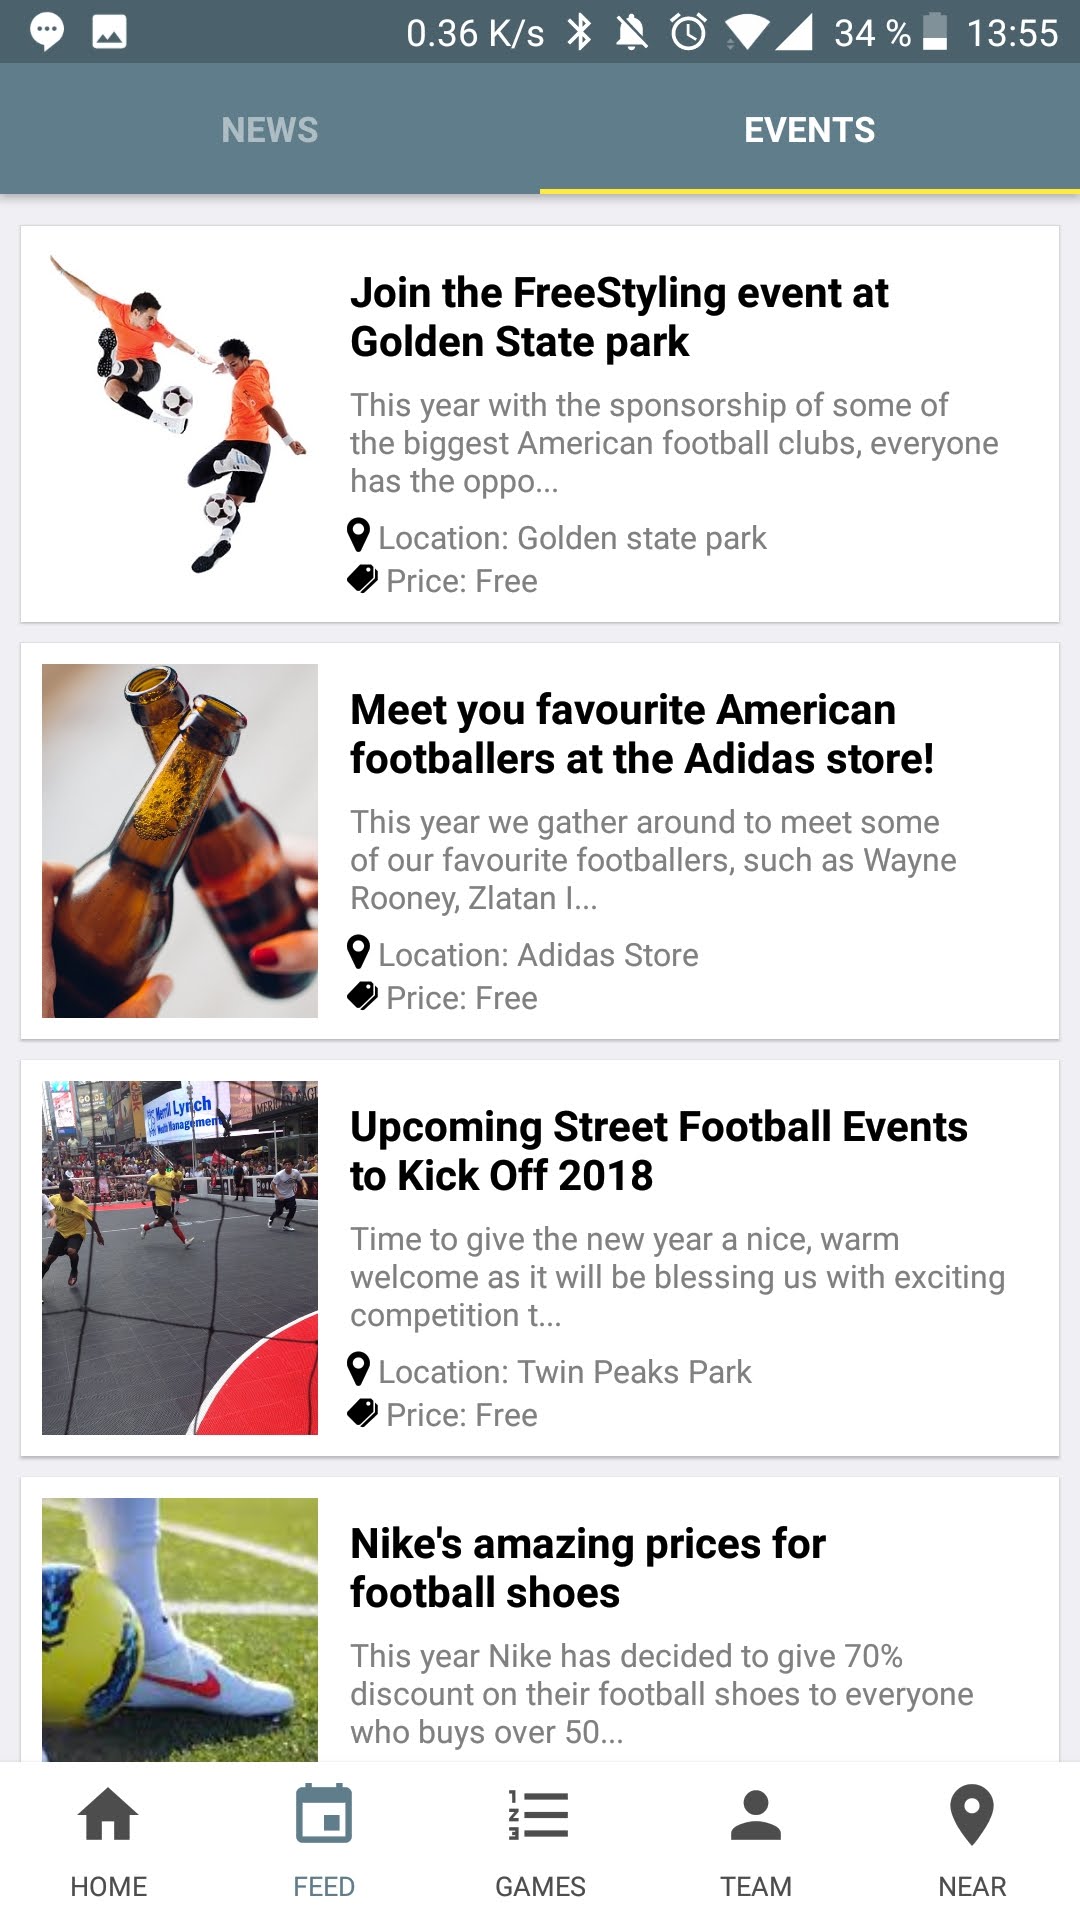 0.36 K/s 34 % 13:55
NEWS
EVENTS
Join the FreeStyling event at
Golden State park
This year with the sponsorship of some of
the biggest American football clubs, everyone
has the oppo...
Location: Golden state park
Price: Free
Meet you favourite American
footballers at the Adidas store!
This year we gather around to meet some
of our favourite footballers, such as Wayne
Rooney, Zlatan I...
Location: Adidas Store
Price: Free
Merrill Lynch
Wealth Management
Upcoming Street Football Events
to Kick Off 2018
Time to give the new year a nice, warm
welcome as it will be blessing us with exciting
competition t...
Location: Twin Peaks Park
Price: Free
Nike's amazing prices for
football shoes
This year Nike has decided to give 70%
discount on their football shoes to everyone
who buys over 50...
HOME
FEED
GAMES
TEAM
NEAR